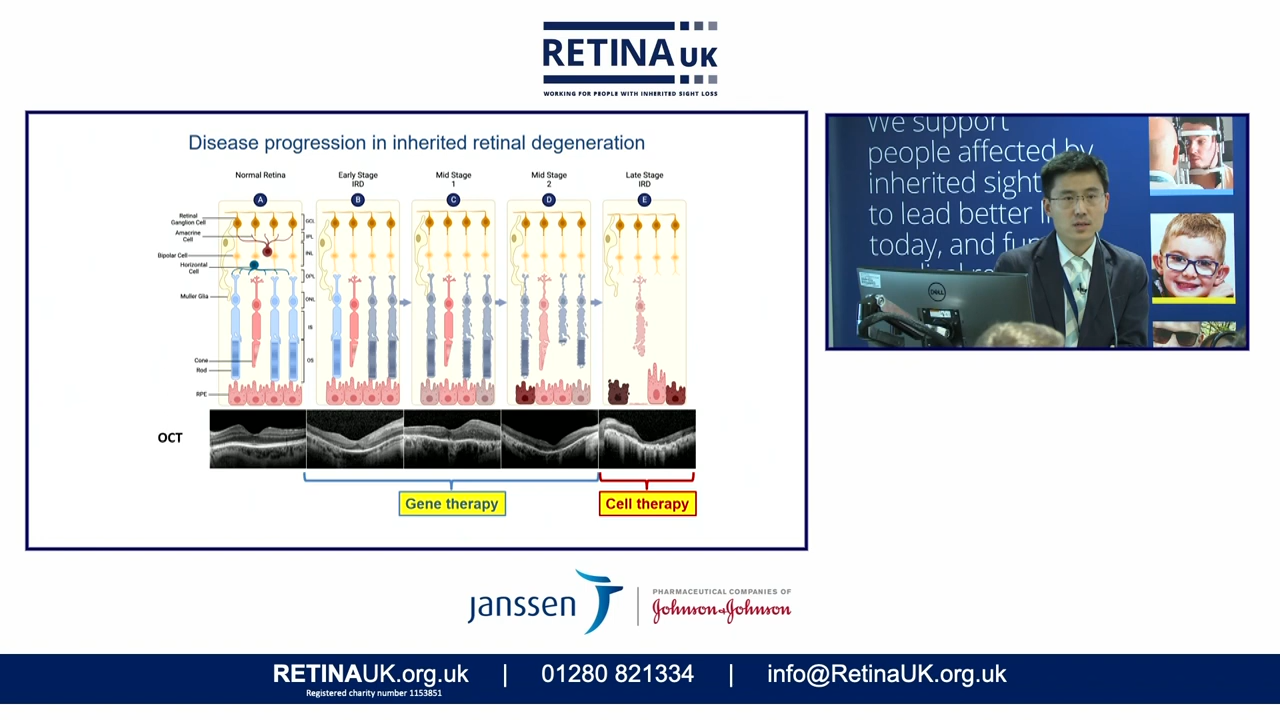 RETINA UK
WORKING FOR PEOPLE WITH INHERITED SIGHT LOSS
Disease progression in inherited retinal degeneration
Normal Retina
Early Stage
IRD
Mid Stage
1
Mid Stage
2
Late Stage
IRD
A
B
C
D
E
Retinal
Ganglion Cell
Amacrine
Cell
Bipolar Cell
Horizontal
Cell
Muller Glia
Cone
Rod
RPE
GCL
IPL
INL
OPL
ONL
IS
OS
OCT
Gene therapy
Cell therapy
We support
people affected by
inherited sight
to lead better l
today, and fu
DELL
Janssen
PHARMACEUTICAL COMPANIES OF
Johnson & Johnson
RETINAUK.org.uk | 01280 821334 | info@RetinaUK.org.uk
Registered charity number 1153851